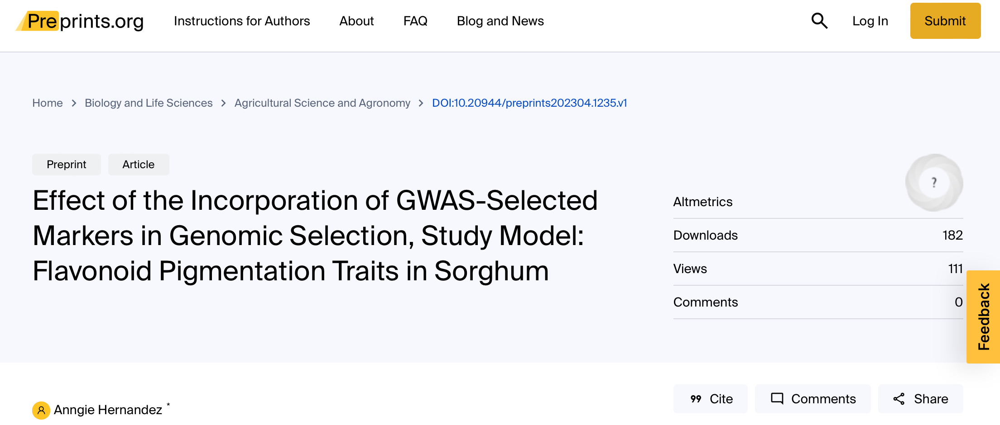 Preprints.org Instructions for Authors About FAQ Blog and News Log In Submit
Home > Biology and Life Sciences > Agricultural Science and Agronomy > DOI:10.20944/preprints202304.1235.v1
Preprint Article
Effect of the Incorporation of GWAS-Selected
Markers in Genomic Selection, Study Model:
Flavonoid Pigmentation Traits in Sorghum
?
Altmetrics
Downloads 182
Views 111
Comments 0
Feedback
Anngie Hernandez *
Cite Comments Share